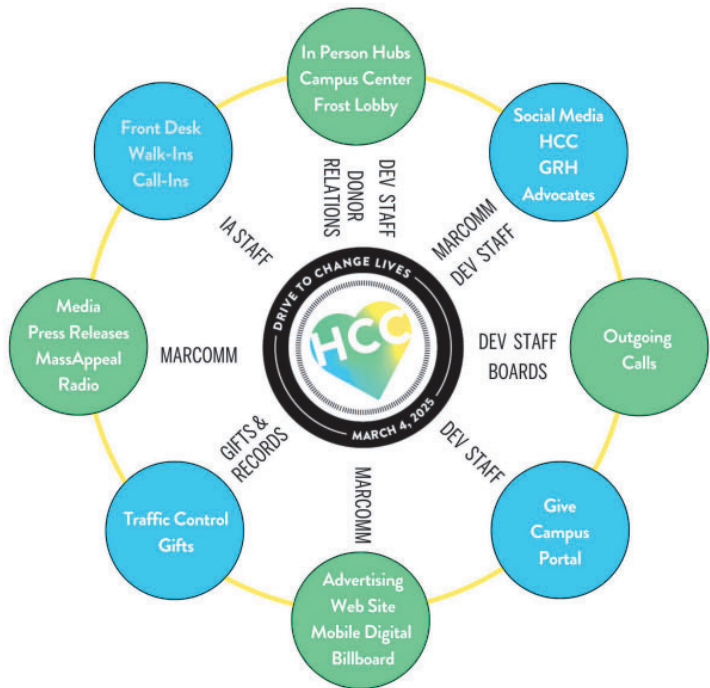 In Person Hubs
Campus Center
Frost Lobby
DEV STAFF
DONOR
RELATIONS
Social Media
HCC
GRH
Advocates
MARCOMM
DEV STAFF
Outgoing
Calls
DEV STAFF
BOARDS
Give
Campus
Portal
DEV STAFF
Advertising
Web Site
Mobile Digital
Billboard
MARCOMM
Traffic Control
Gifts
GIFTS &
RECORDS
Media
Press Releases
MassAppeal
Radio
MARCOMM
Front Desk
Walk-Ins
Call-Ins
IA STAFF
DRIVE TO CHANGE LIVES
HCC
MARCH 4, 2025